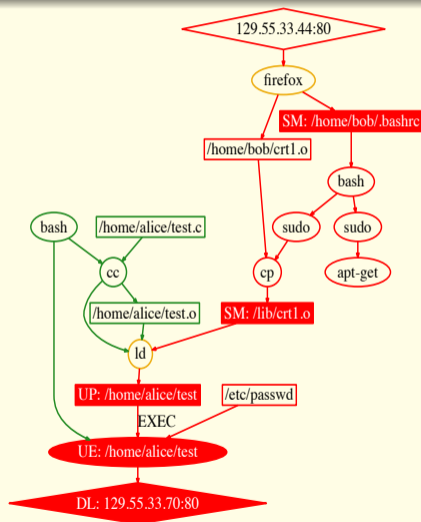 129.55.33.44:80
firefox
SM: /home/bob/.bashrc
/home/bob/crt1.o
bash
bash
/home/alice/test.c
sudo
sudo
cc
cp
apt-get
/home/alice/test.o
SM: /lib/crt1.o
ld
UP: /home/alice/test
/etc/passwd
EXEC
UE: /home/alice/test
DL: 129.55.33.70:80